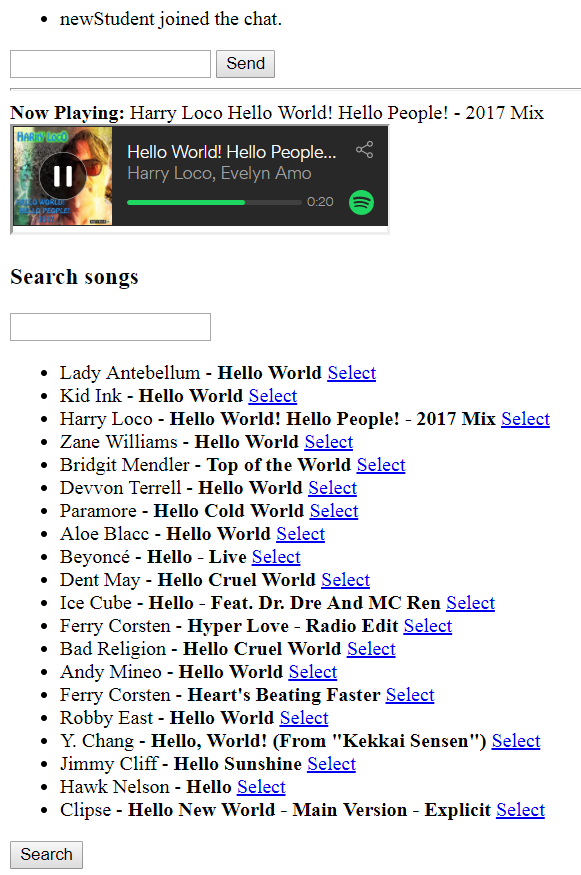 newStudent joined the chat.
Send
Now Playing: Harry Loco Hello World! Hello People! - 2017 Mix
HARRY LOCO
HELLO WORLD!
HELLO PEOPLE!
Hello World! Hello People...
Harry Loco, Evelyn Amo
0:20
Search songs
Lady Antebellum - Hello World Select
Kid Ink - Hello World Select
Harry Loco - Hello World! Hello People! - 2017 Mix Select
Zane Williams - Hello World Select
Bridgit Mendler - Top of the World Select
Devvon Terrell - Hello World Select
Paramore - Hello Cold World Select
Aloe Blacc - Hello World Select
Beyoncé - Hello - Live Select
Dent May - Hello Cruel World Select
Ice Cube - Hello - Feat. Dr. Dre And MC Ren Select
Ferry Corsten - Hyper Love - Radio Edit Select
Bad Religion - Hello Cruel World Select
Andy Mineo - Hello World Select
Ferry Corsten - Heart's Beating Faster Select
Robby East - Hello World Select
Y. Chang - Hello, World! (From "Kekkai Sensen") Select
Jimmy Cliff - Hello Sunshine Select
Hawk Nelson - Hello Select
Clipse - Hello New World - Main Version - Explicit Select
Search